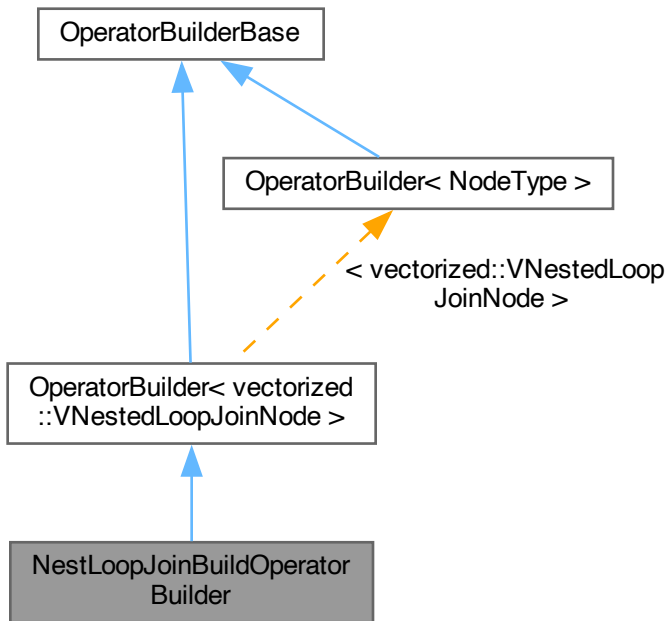 OperatorBuilderBase
OperatorBuilder< NodeType >
< vectorized::VNestedLoop
JoinNode >
OperatorBuilder< vectorized
::VNestedLoopJoinNode >
NestLoopJoinBuildOperator
Builder